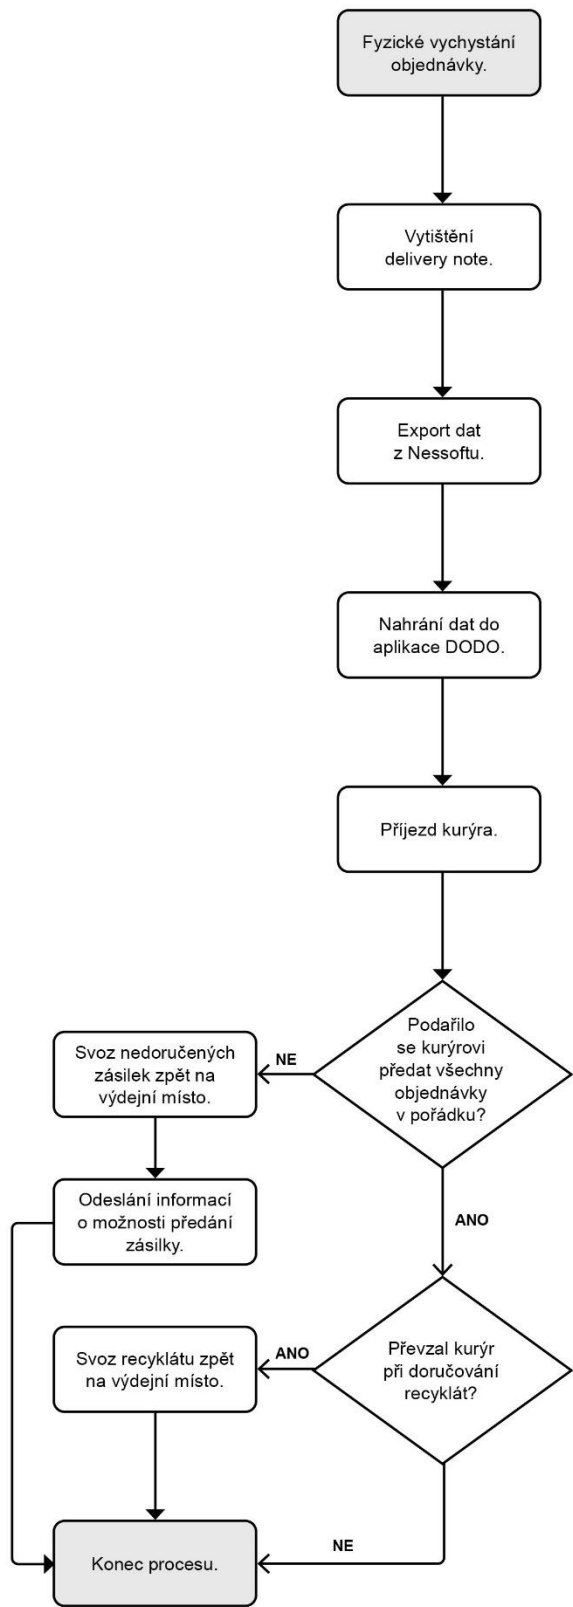 Fyzické vychystání
objednávky.
Vytištění
delivery note.
Export dat
z Nessoftu.
Nahrání dat do
aplikace DODO.
Příjezd kurýra.
Podařilo
se kurýrovi
předat všechny
objednávky
v pořádku?
NE
Svoz nedoručených
zásilek zpět na
výdejní místo.
Odeslání informací
o možnosti předání
zásilky.
ANO
Převzal kurýr
při doručování
recyklát?
ANO
Svoz recyklátu zpět
na výdejní místo.
NE
Konec procesu.